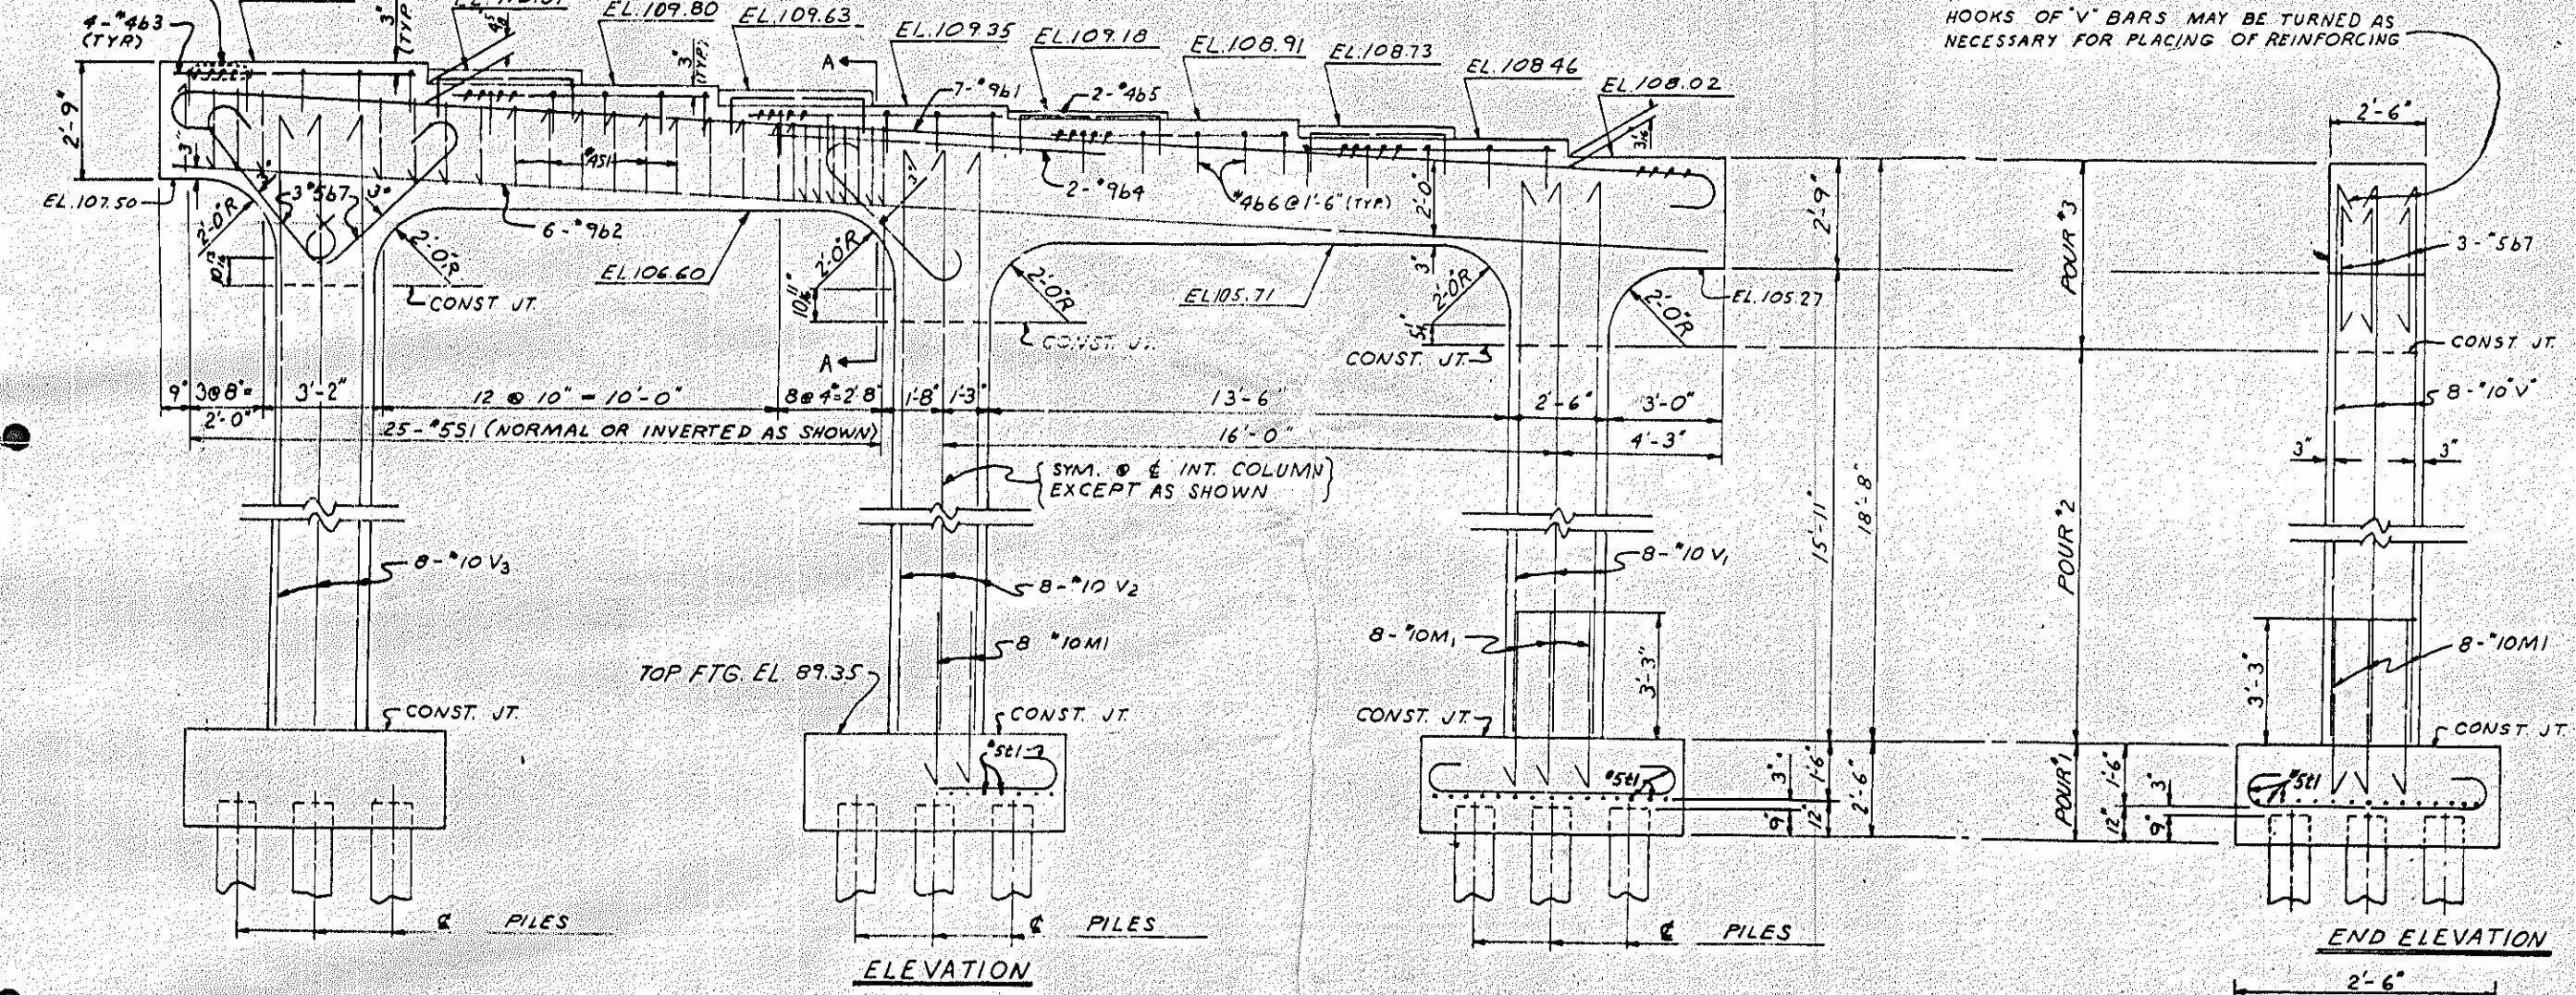 4-#4b3
(TYP)
3"
(TYP
EL.109.80
EL.109.63
EL.109.35
EL.109.18
EL.108.91
EL.108.73
EL.108.46
EL.108.02
HOOKS OF "V" BARS MAY BE TURNED AS
NECESSARY FOR PLACING OF REINFORCING
3"
(TYP)
A
7-#9b1
2-#4b5
2'-9"
2'-6"
3"
#4S1
2-#9b4
#4b6@1'-6"(TYP.)
2'-0"
3"
3"
3"
EL.107.50
2'-0"R
3#5b7
2'-0"R
6-#9b2
2'-0"R
EL.106.60
2'-0"R
EL105.71
3"
2'-0"R
EL.105.27
2'-0"R
2'-9"
POUR #3
3-#5b7
CONST JT.
CONST. JT.
CONST. JT.
CONST JT.
A
9"
3@8"=
2'-0"
3'-2"
12 @ 10" = 10'-0"
8@4"=2'8"
1'-8"
1'-3"
13'-6"
2'-6"
3'-0"
8-#10"V"
25-#5S1 (NORMAL OR INVERTED AS SHOWN)
16'-0"
4'-3"
3"
3"
SYM. @ ℄ INT. COLUMN
EXCEPT AS SHOWN
15'-11"
18'-8"
POUR #2
8-#10 V3
8-#10 V2
8-#10 V1
8 #10M1
8-#10M1
3'-3"
3'-3"
8-#10M1
TOP FTG. EL 89.35
CONST. JT.
CONST. JT.
CONST. JT.
CONST JT.
#5t1
#5t1
3"
9"
1'-6"
12"
2'-6"
POUR #1
1'-6"
12"
3"
9"
#5t1
℄ PILES
℄ PILES
℄ PILES
ELEVATION
END ELEVATION
2'-6"